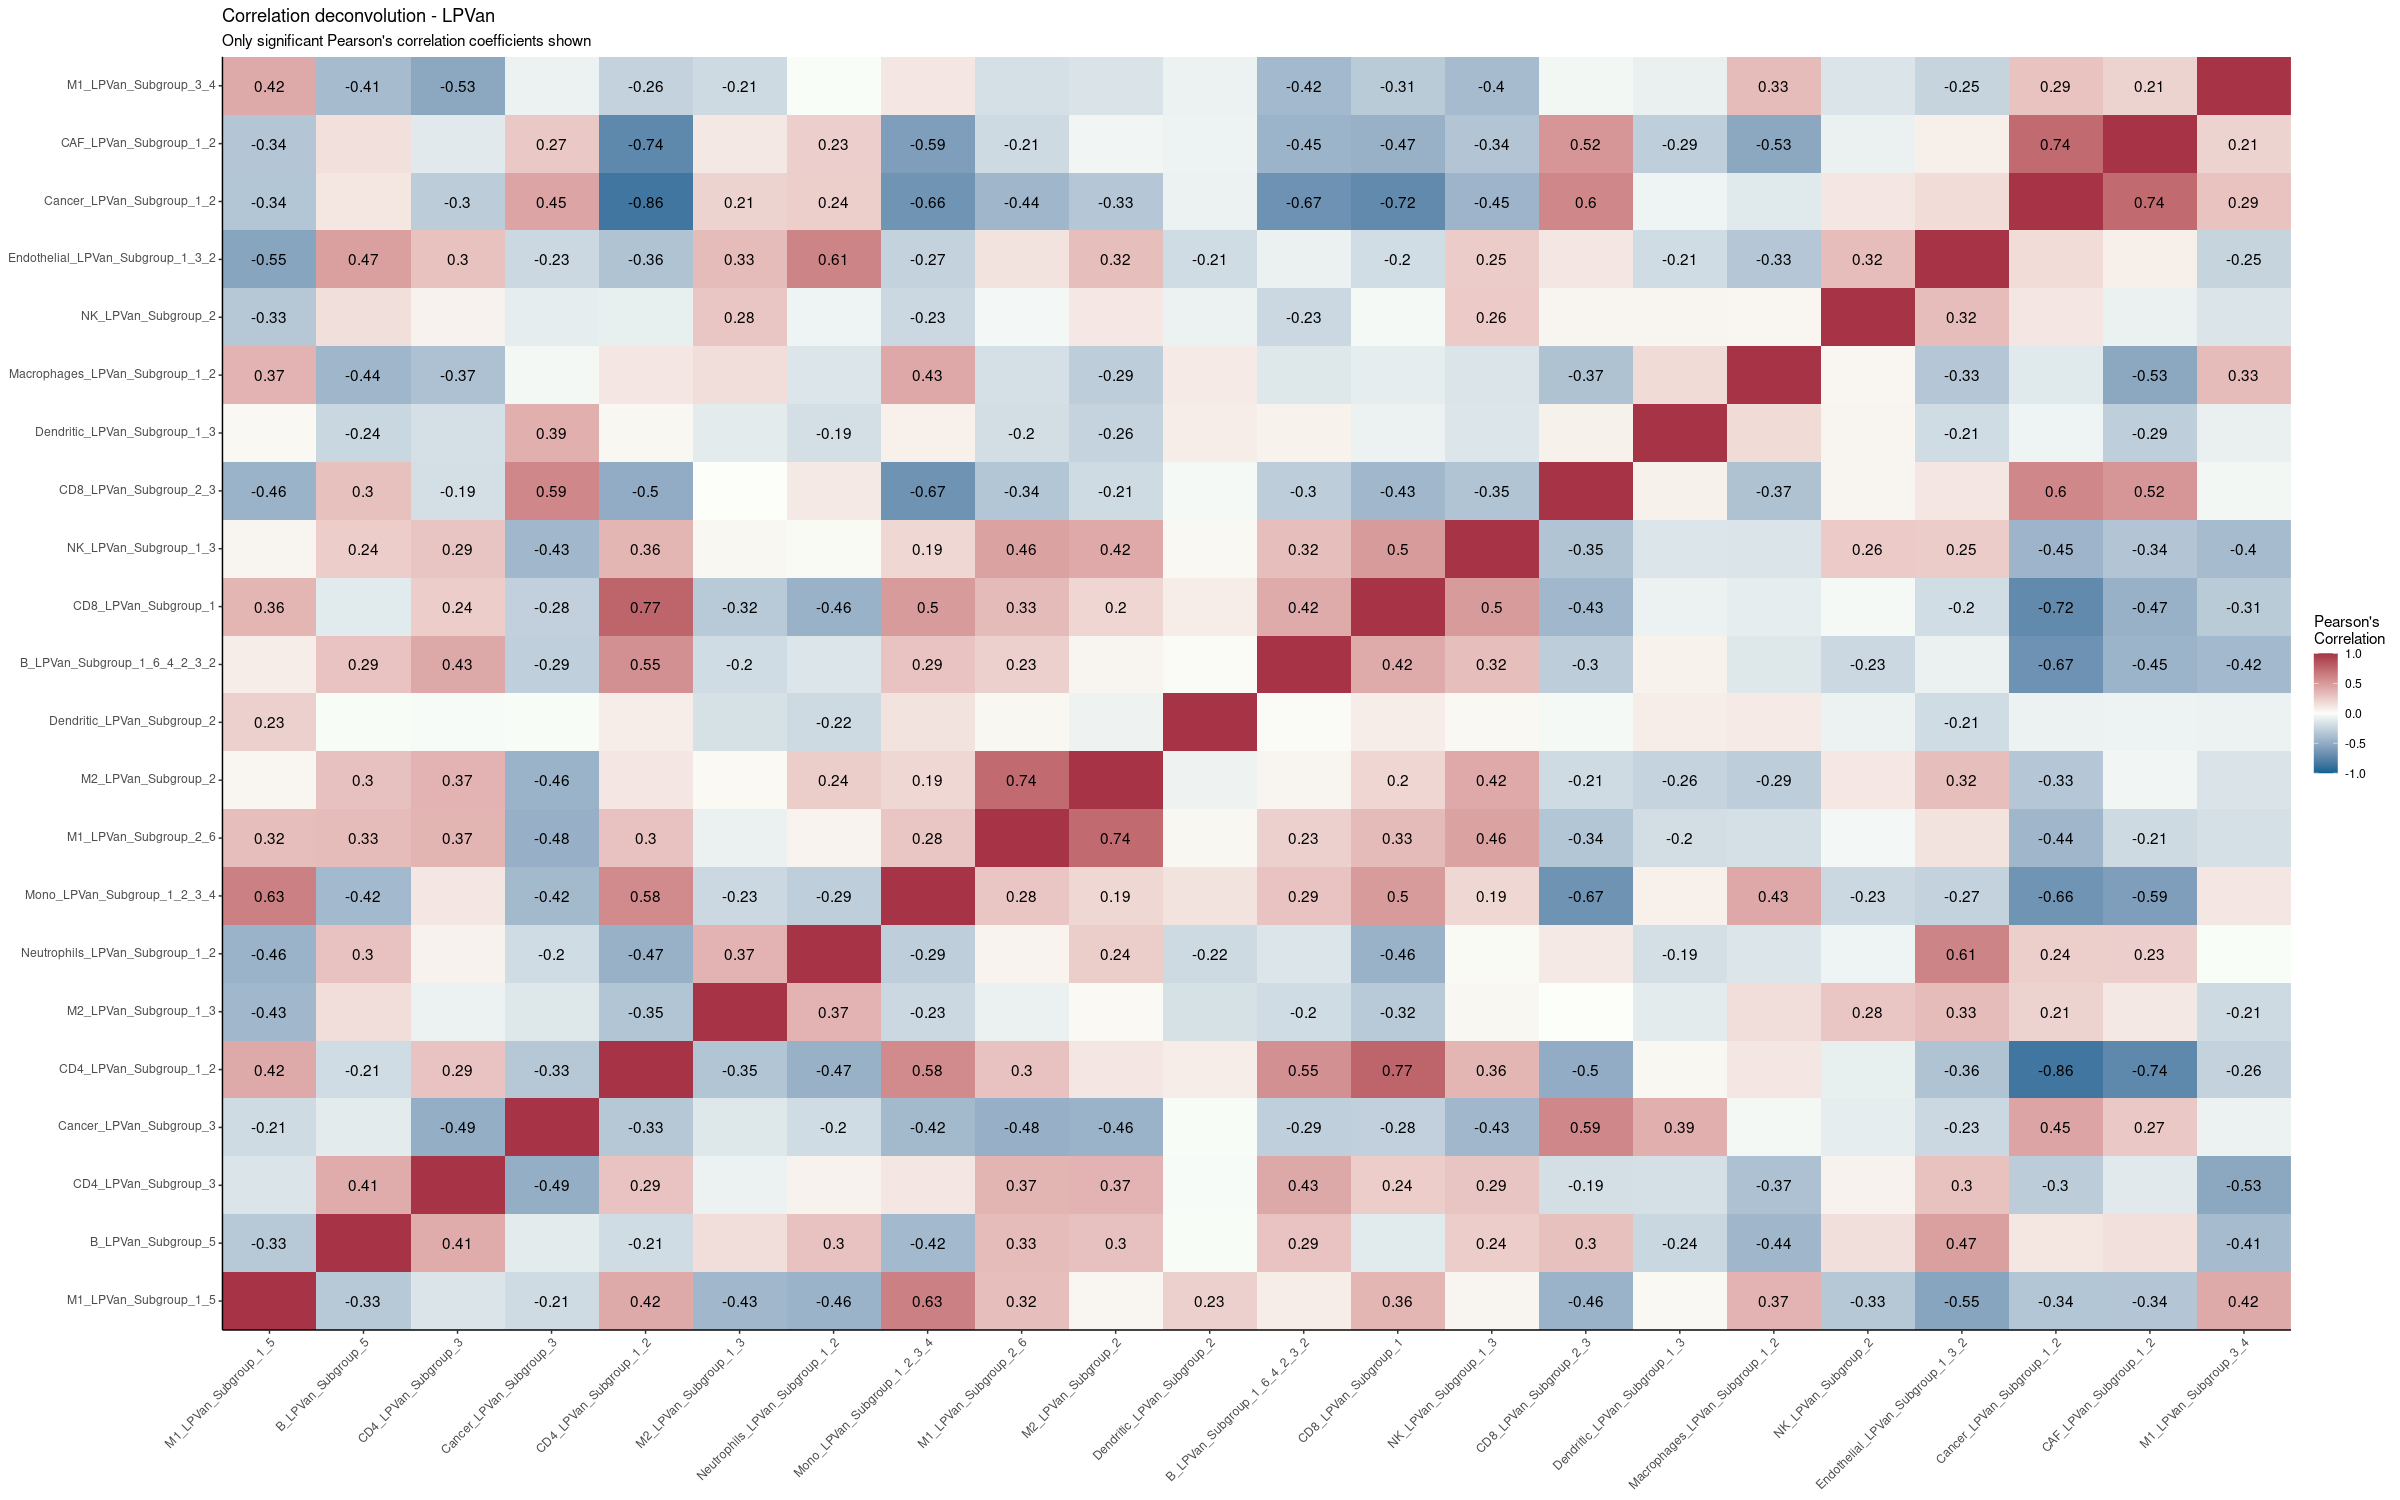 Correlation deconvolution - LPVan
Only significant Pearson's correlation coefficients shown
M1_LPVan_Subgroup_3_4 0.42 -0.41 -0.53 -0.26 -0.21 -0.42 -0.31 -0.4 0.33 -0.25 0.29 0.21
CAF_LPVan_Subgroup_1_2 -0.34 0.27 -0.74 0.23 -0.59 -0.21 -0.45 -0.47 -0.34 0.52 -0.29 -0.53 0.74 0.21
Cancer_LPVan_Subgroup_1_2 -0.34 -0.3 0.45 -0.86 0.21 0.24 -0.66 -0.44 -0.33 -0.67 -0.72 -0.45 0.6 0.74 0.29
Endothelial_LPVan_Subgroup_1_3_2 -0.55 0.47 0.3 -0.23 -0.36 0.33 0.61 -0.27 0.32 -0.21 -0.2 0.25 -0.21 -0.33 0.32 -0.25
NK_LPVan_Subgroup_2 -0.33 0.28 -0.23 -0.23 0.26 0.32
Macrophages_LPVan_Subgroup_1_2 0.37 -0.44 -0.37 0.43 -0.29 -0.37 -0.33 -0.53 0.33
Dendritic_LPVan_Subgroup_1_3 -0.24 0.39 -0.19 -0.2 -0.26 -0.21 -0.29
CD8_LPVan_Subgroup_2_3 -0.46 0.3 -0.19 0.59 -0.5 -0.67 -0.34 -0.21 -0.3 -0.43 -0.35 -0.37 0.6 0.52
NK_LPVan_Subgroup_1_3 0.24 0.29 -0.43 0.36 0.19 0.46 0.42 0.32 0.5 -0.35 0.26 0.25 -0.45 -0.34 -0.4
CD8_LPVan_Subgroup_1 0.36 0.24 -0.28 0.77 -0.32 -0.46 0.5 0.33 0.2 0.42 0.5 -0.43 -0.2 -0.72 -0.47 -0.31
B_LPVan_Subgroup_1_6_4_2_3_2 0.29 0.43 -0.29 0.55 -0.2 0.29 0.23 0.42 0.32 -0.3 -0.23 -0.67 -0.45 -0.42
Dendritic_LPVan_Subgroup_2 0.23 -0.22 -0.21
M2_LPVan_Subgroup_2 0.3 0.37 -0.46 0.24 0.19 0.74 0.2 0.42 -0.21 -0.26 -0.29 0.32 -0.33
M1_LPVan_Subgroup_2_6 0.32 0.33 0.37 -0.48 0.3 0.28 0.74 0.23 0.33 0.46 -0.34 -0.2 -0.44 -0.21
Mono_LPVan_Subgroup_1_2_3_4 0.63 -0.42 -0.42 0.58 -0.23 -0.29 0.28 0.19 0.29 0.5 0.19 -0.67 0.43 -0.23 -0.27 -0.66 -0.59
Neutrophils_LPVan_Subgroup_1_2 -0.46 0.3 -0.2 -0.47 0.37 -0.29 0.24 -0.22 -0.46 -0.19 0.61 0.24 0.23
M2_LPVan_Subgroup_1_3 -0.43 -0.35 0.37 -0.23 -0.2 -0.32 0.28 0.33 0.21 -0.21
CD4_LPVan_Subgroup_1_2 0.42 -0.21 0.29 -0.33 -0.35 -0.47 0.58 0.3 0.55 0.77 0.36 -0.5 -0.36 -0.86 -0.74 -0.26
Cancer_LPVan_Subgroup_3 -0.21 -0.49 -0.33 -0.2 -0.42 -0.48 -0.46 -0.29 -0.28 -0.43 0.59 0.39 -0.23 0.45 0.27
CD4_LPVan_Subgroup_3 0.41 -0.49 0.29 0.37 0.37 0.43 0.24 0.29 -0.19 -0.37 0.3 -0.3 -0.53
B_LPVan_Subgroup_5 -0.33 0.41 -0.21 0.3 -0.42 0.33 0.3 0.29 0.24 0.3 -0.24 -0.44 0.47 -0.41
M1_LPVan_Subgroup_1_5 -0.33 -0.21 0.42 -0.43 -0.46 0.63 0.32 0.23 0.36 -0.46 0.37 -0.33 -0.55 -0.34 -0.34 0.42
M1_LPVan_Subgroup_1_5
B_LPVan_Subgroup_5
CD4_LPVan_Subgroup_3
Cancer_LPVan_Subgroup_3
CD4_LPVan_Subgroup_1_2
M2_LPVan_Subgroup_1_3
Neutrophils_LPVan_Subgroup_1_2
Mono_LPVan_Subgroup_1_2_3_4
M1_LPVan_Subgroup_2_6
M2_LPVan_Subgroup_2
Dendritic_LPVan_Subgroup_2
B_LPVan_Subgroup_1_6_4_2_3_2
CD8_LPVan_Subgroup_1
NK_LPVan_Subgroup_1_3
CD8_LPVan_Subgroup_2_3
Dendritic_LPVan_Subgroup_1_3
Macrophages_LPVan_Subgroup_1_2
NK_LPVan_Subgroup_2
Endothelial_LPVan_Subgroup_1_3_2
Cancer_LPVan_Subgroup_1_2
CAF_LPVan_Subgroup_1_2
M1_LPVan_Subgroup_3_4
Pearson's
Correlation
1.0
0.5
0.0
-0.5
-1.0